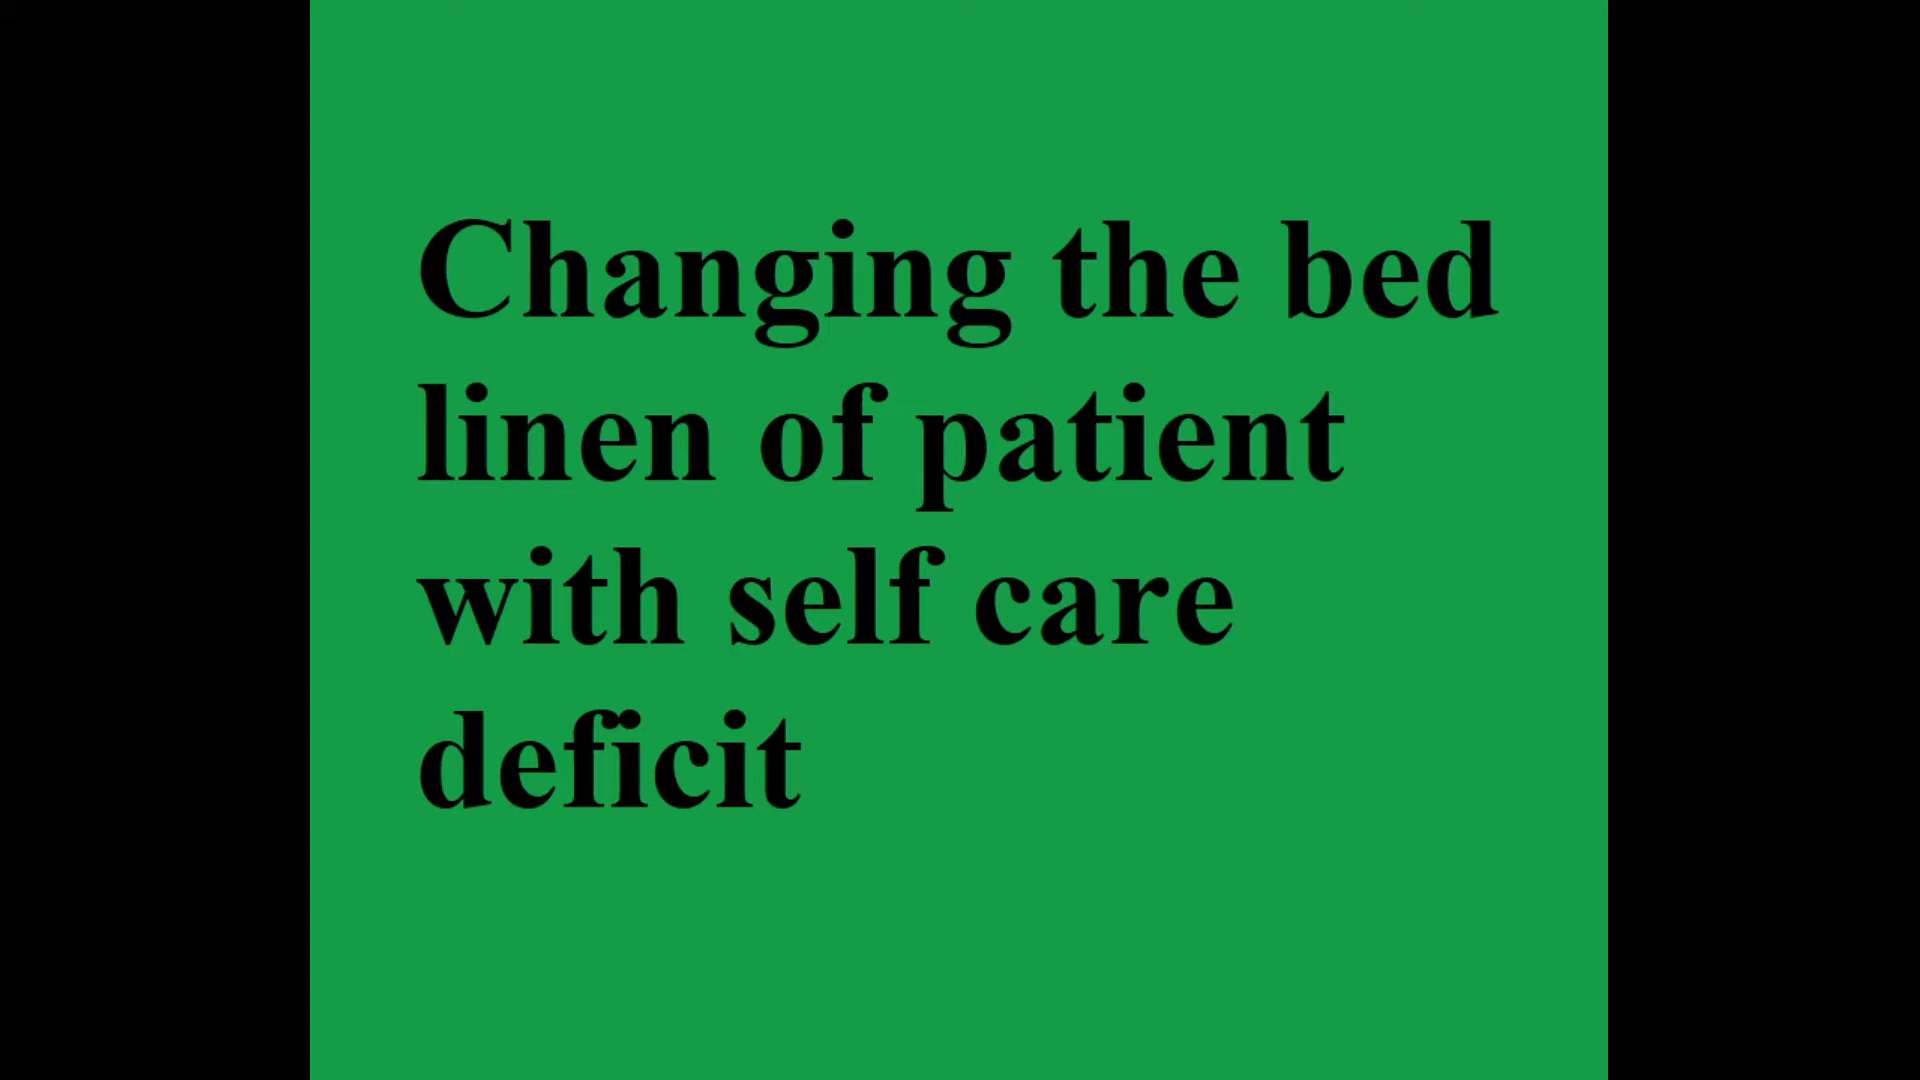 Changing the bed
linen of patient
with self care
deficit